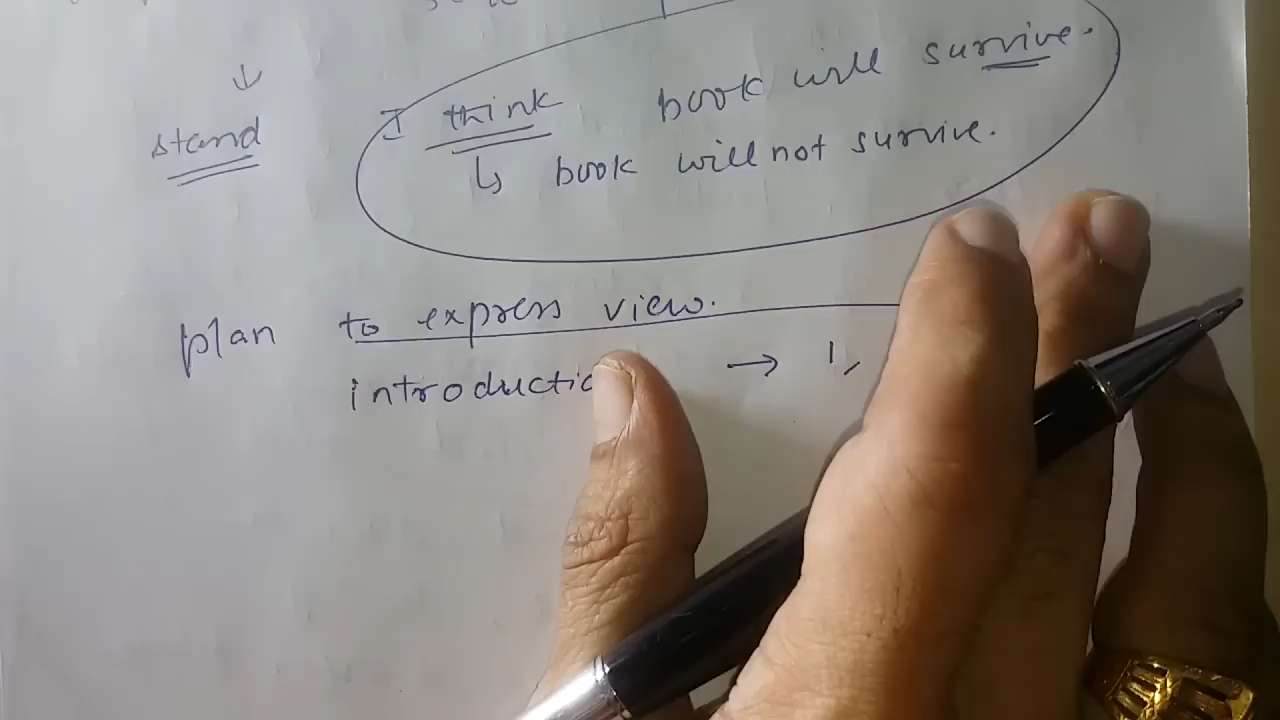 I think book will survive.
stand
↳ book will not survive.
plan to express view.
introductio → 1,